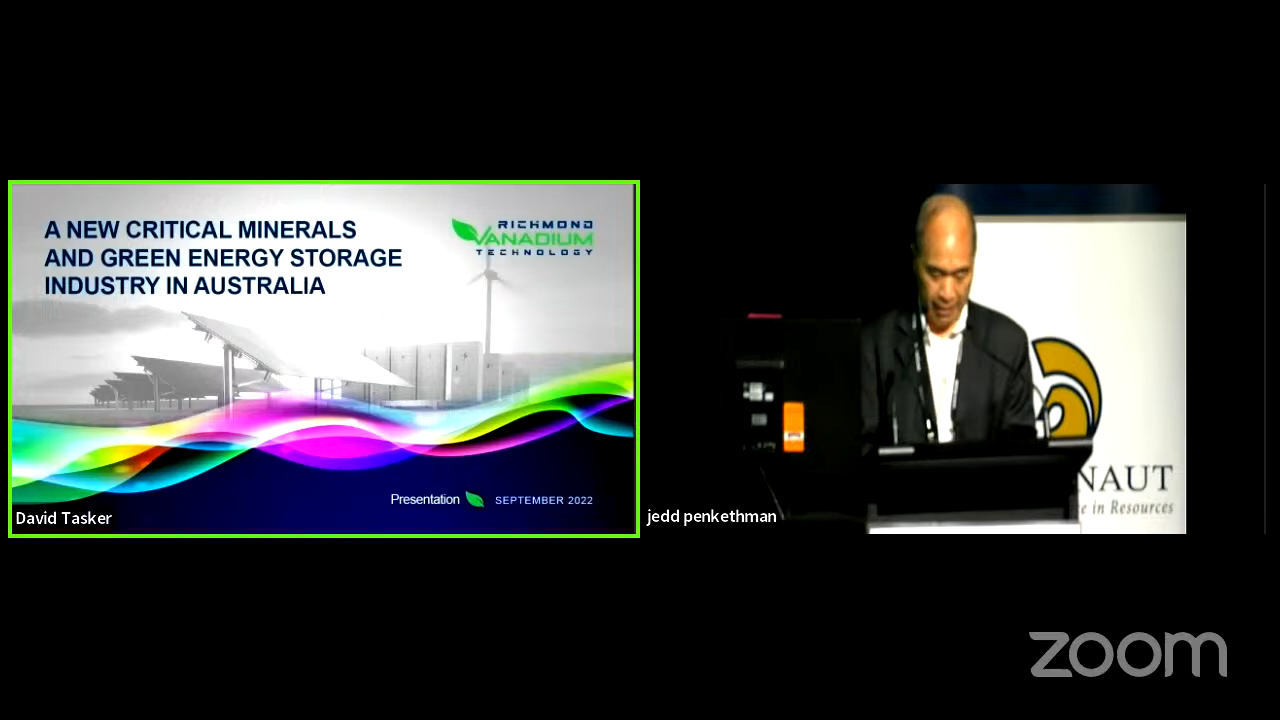 A NEW CRITICAL MINERALS
AND GREEN ENERGY STORAGE
INDUSTRY IN AUSTRALIA
RICHMOND
VANADIUM
TECHNOLOGY
Presentation SEPTEMBER 2022
David Tasker
NAUT
e in Resources
jedd penkethman
zoom